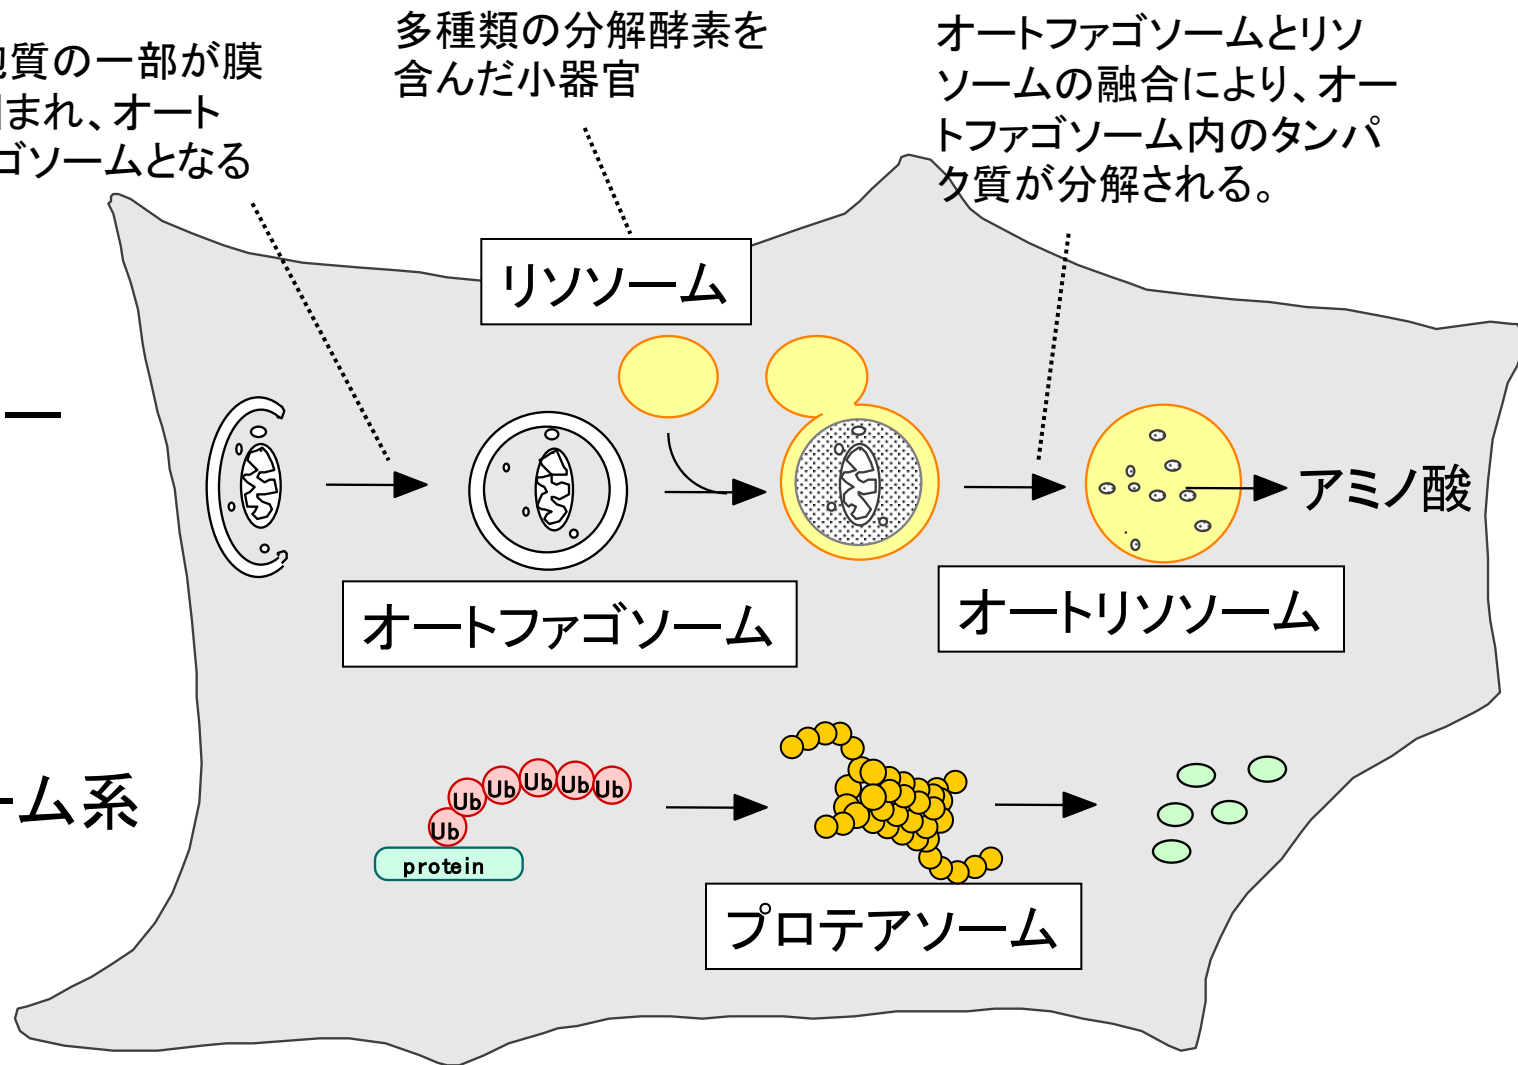 多種類の分解酵素を
含んだ小器官
質の一部が膜
まれ、オート
ゴソームとなる
オートファゴソームとリソ
ソームの融合により、オー
トファゴソーム内のタンパ
ク質が分解される。
リソソーム
ー
アミノ酸
オートファゴソーム
オートリソソーム
ーム系
Ub Ub Ub Ub Ub Ub
protein
プロテアソーム